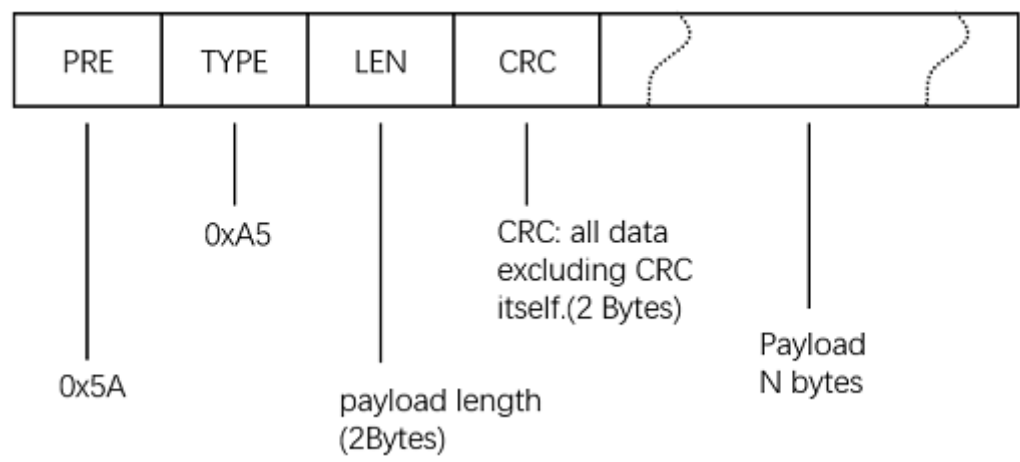 PRE TYPE LEN CRC
0xA5
CRC: all data
excluding CRC
itself.(2 Bytes)
Payload
N bytes
0x5A
payload length
(2Bytes)